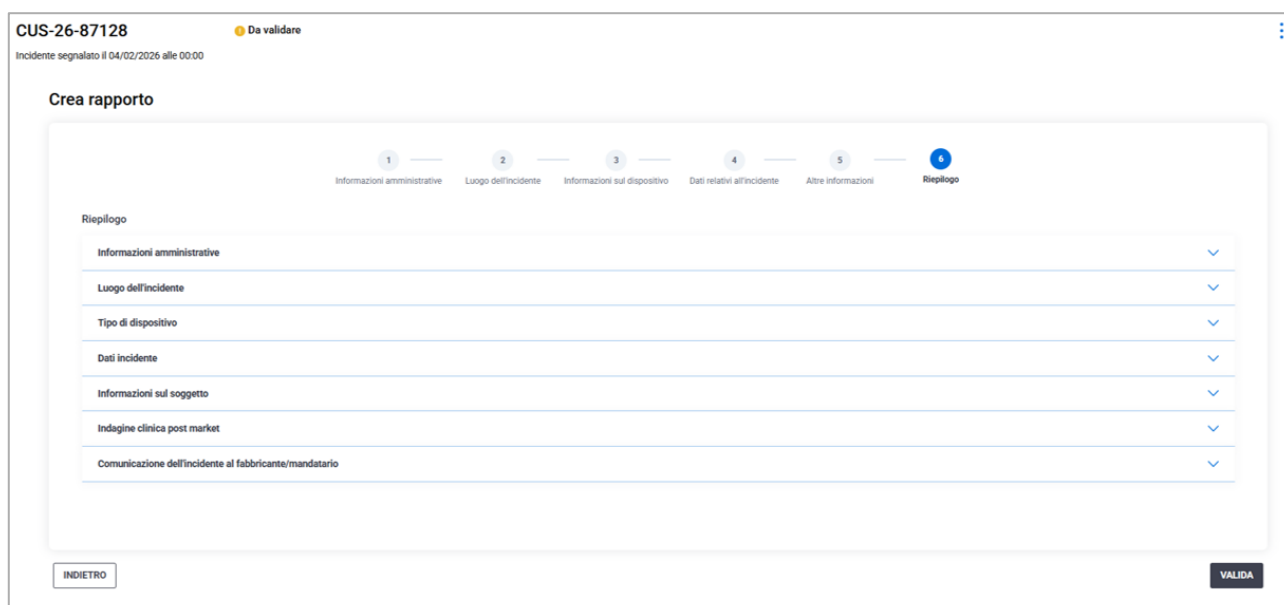 CUS-26-87128
Da validare
Incidente segnalato il 04/02/2026 alle 00:00
Crea rapporto
1 2 3 4 5 6
Informazioni amministrative Luogo dell'incidente Informazioni sul dispositivo Dati relativi all'incidente Altre informazioni Riepilogo
Riepilogo
Informazioni amministrative
Luogo dell'incidente
Tipo di dispositivo
Dati incidente
Informazioni sul soggetto
Indagine clinica post market
Comunicazione dell'incidente al fabbricante/mandatario
INDIETRO VALIDA